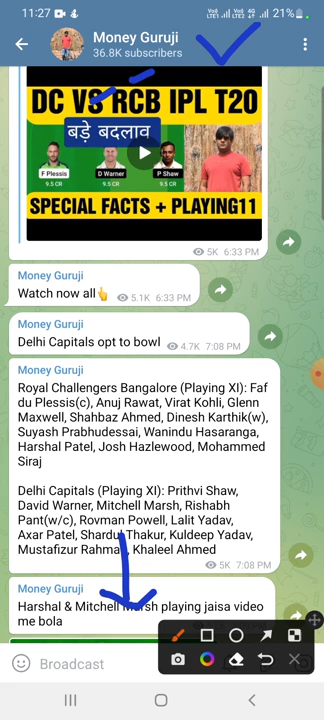 11:27
21%
Money Guruji
36.8K subscribers
DC VS RCB IPL T20
बड़े बदलाव
F Plessis
9.5 CR
D Warner
9.5 CR
P Shaw
9.5 CR
SPECIAL FACTS + PLAYING11
5K 6:33 PM
Money Guruji
Watch now all👆
5.1K 6:33 PM
Money Guruji
Delhi Capitals opt to bowl
4.7K 7:08 PM
Money Guruji
Royal Challengers Bangalore (Playing XI): Faf
du Plessis(c), Anuj Rawat, Virat Kohli, Glenn
Maxwell, Shahbaz Ahmed, Dinesh Karthik(w),
Suyash Prabhudessai, Wanindu Hasaranga,
Harshal Patel, Josh Hazlewood, Mohammed
Siraj
Delhi Capitals (Playing XI): Prithvi Shaw,
David Warner, Mitchell Marsh, Rishabh
Pant(w/c), Rovman Powell, Lalit Yadav,
Axar Patel, Shardul Thakur, Kuldeep Yadav,
Mustafizur Rahman, Khaleel Ahmed
5K 7:08 PM
Money Guruji
Harshal & Mitchell Marsh playing jaisa video
me bola
Broadcast